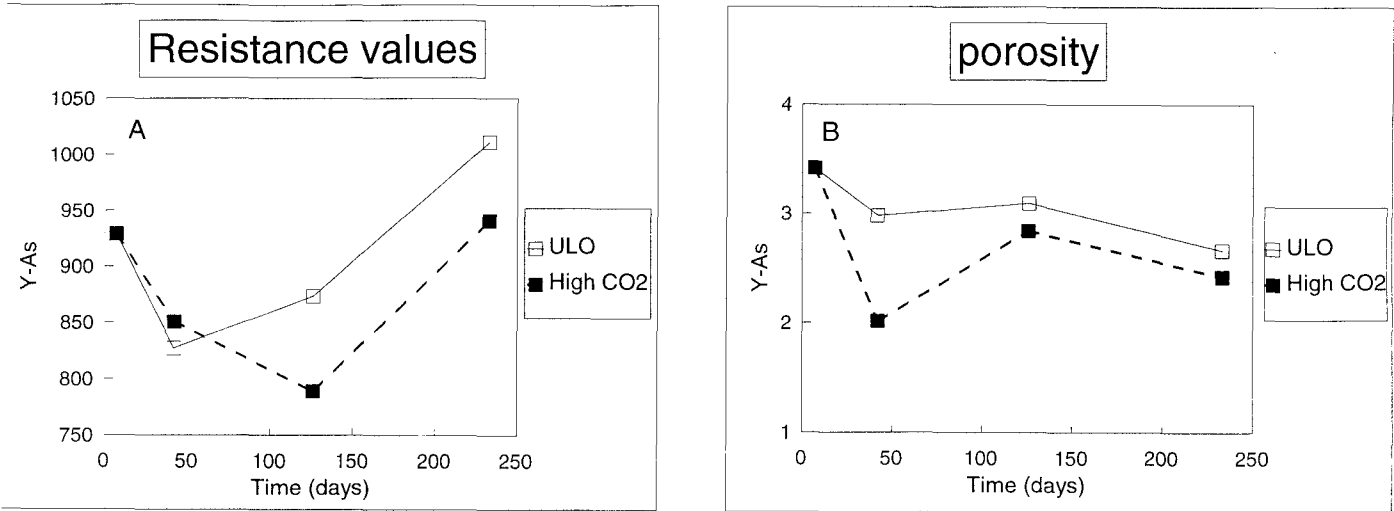 Resistance values
1050
A
1000
950
900
850
800
750
Y-As
0 50 100 150 200 250
Time (days)
ULO
High CO2
porosity
4
B
3
2
1
Y-As
0 50 100 150 200 250
Time (days)
ULO
High CO2